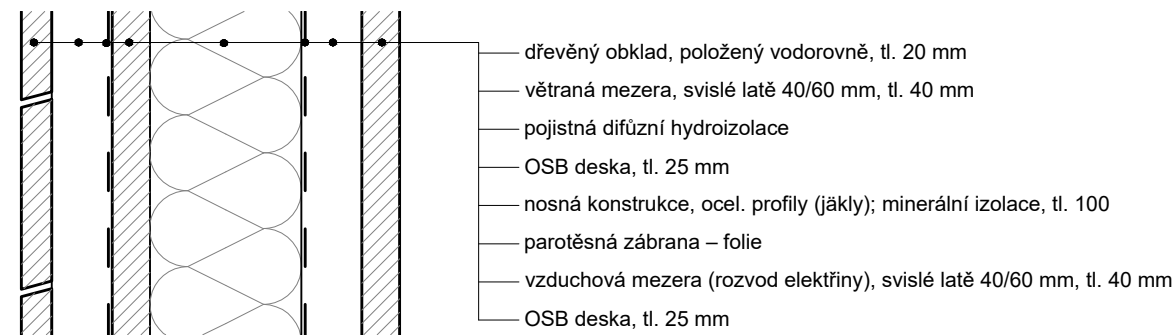 dřevěný obklad, položený vodorovně, tl. 20 mm
větraná mezera, svislé latě 40/60 mm, tl. 40 mm
pojistná difůzní hydroizolace
OSB deska, tl. 25 mm
nosná konstrukce, ocel. profily (jäkly); minerální izolace, tl. 100
parotěsná zábrana – folie
vzduchová mezera (rozvod elektřiny), svislé latě 40/60 mm, tl. 40 mm
OSB deska, tl. 25 mm